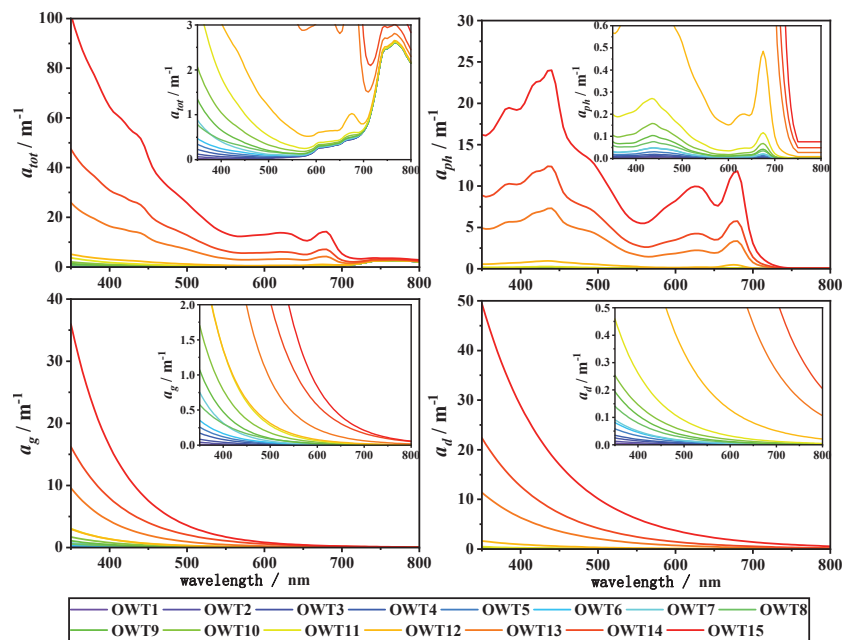 100
80
60
40
20
0
a_tot / m⁻¹
400 500 600 700 800
3
2
1
0
a_tot / m⁻¹
400 500 600 700 800
30
25
20
15
10
5
0
a_ph / m⁻¹
400 500 600 700 800
0.6
0.5
0.4
0.3
0.2
0.1
0.0
a_ph / m⁻¹
400 500 600 700 800
40
30
20
10
0
a_g / m⁻¹
400 500 600 700 800
wavelength / nm
2.0
1.5
1.0
0.5
0.0
a_g / m⁻¹
400 500 600 700 800
50
40
30
20
10
0
a_d / m⁻¹
400 500 600 700 800
wavelength / nm
0.5
0.4
0.3
0.2
0.1
0.0
a_d / m⁻¹
400 500 600 700 800
OWT1 OWT2 OWT3 OWT4 OWT5 OWT6 OWT7 OWT8
OWT9 OWT10 OWT11 OWT12 OWT13 OWT14 OWT15